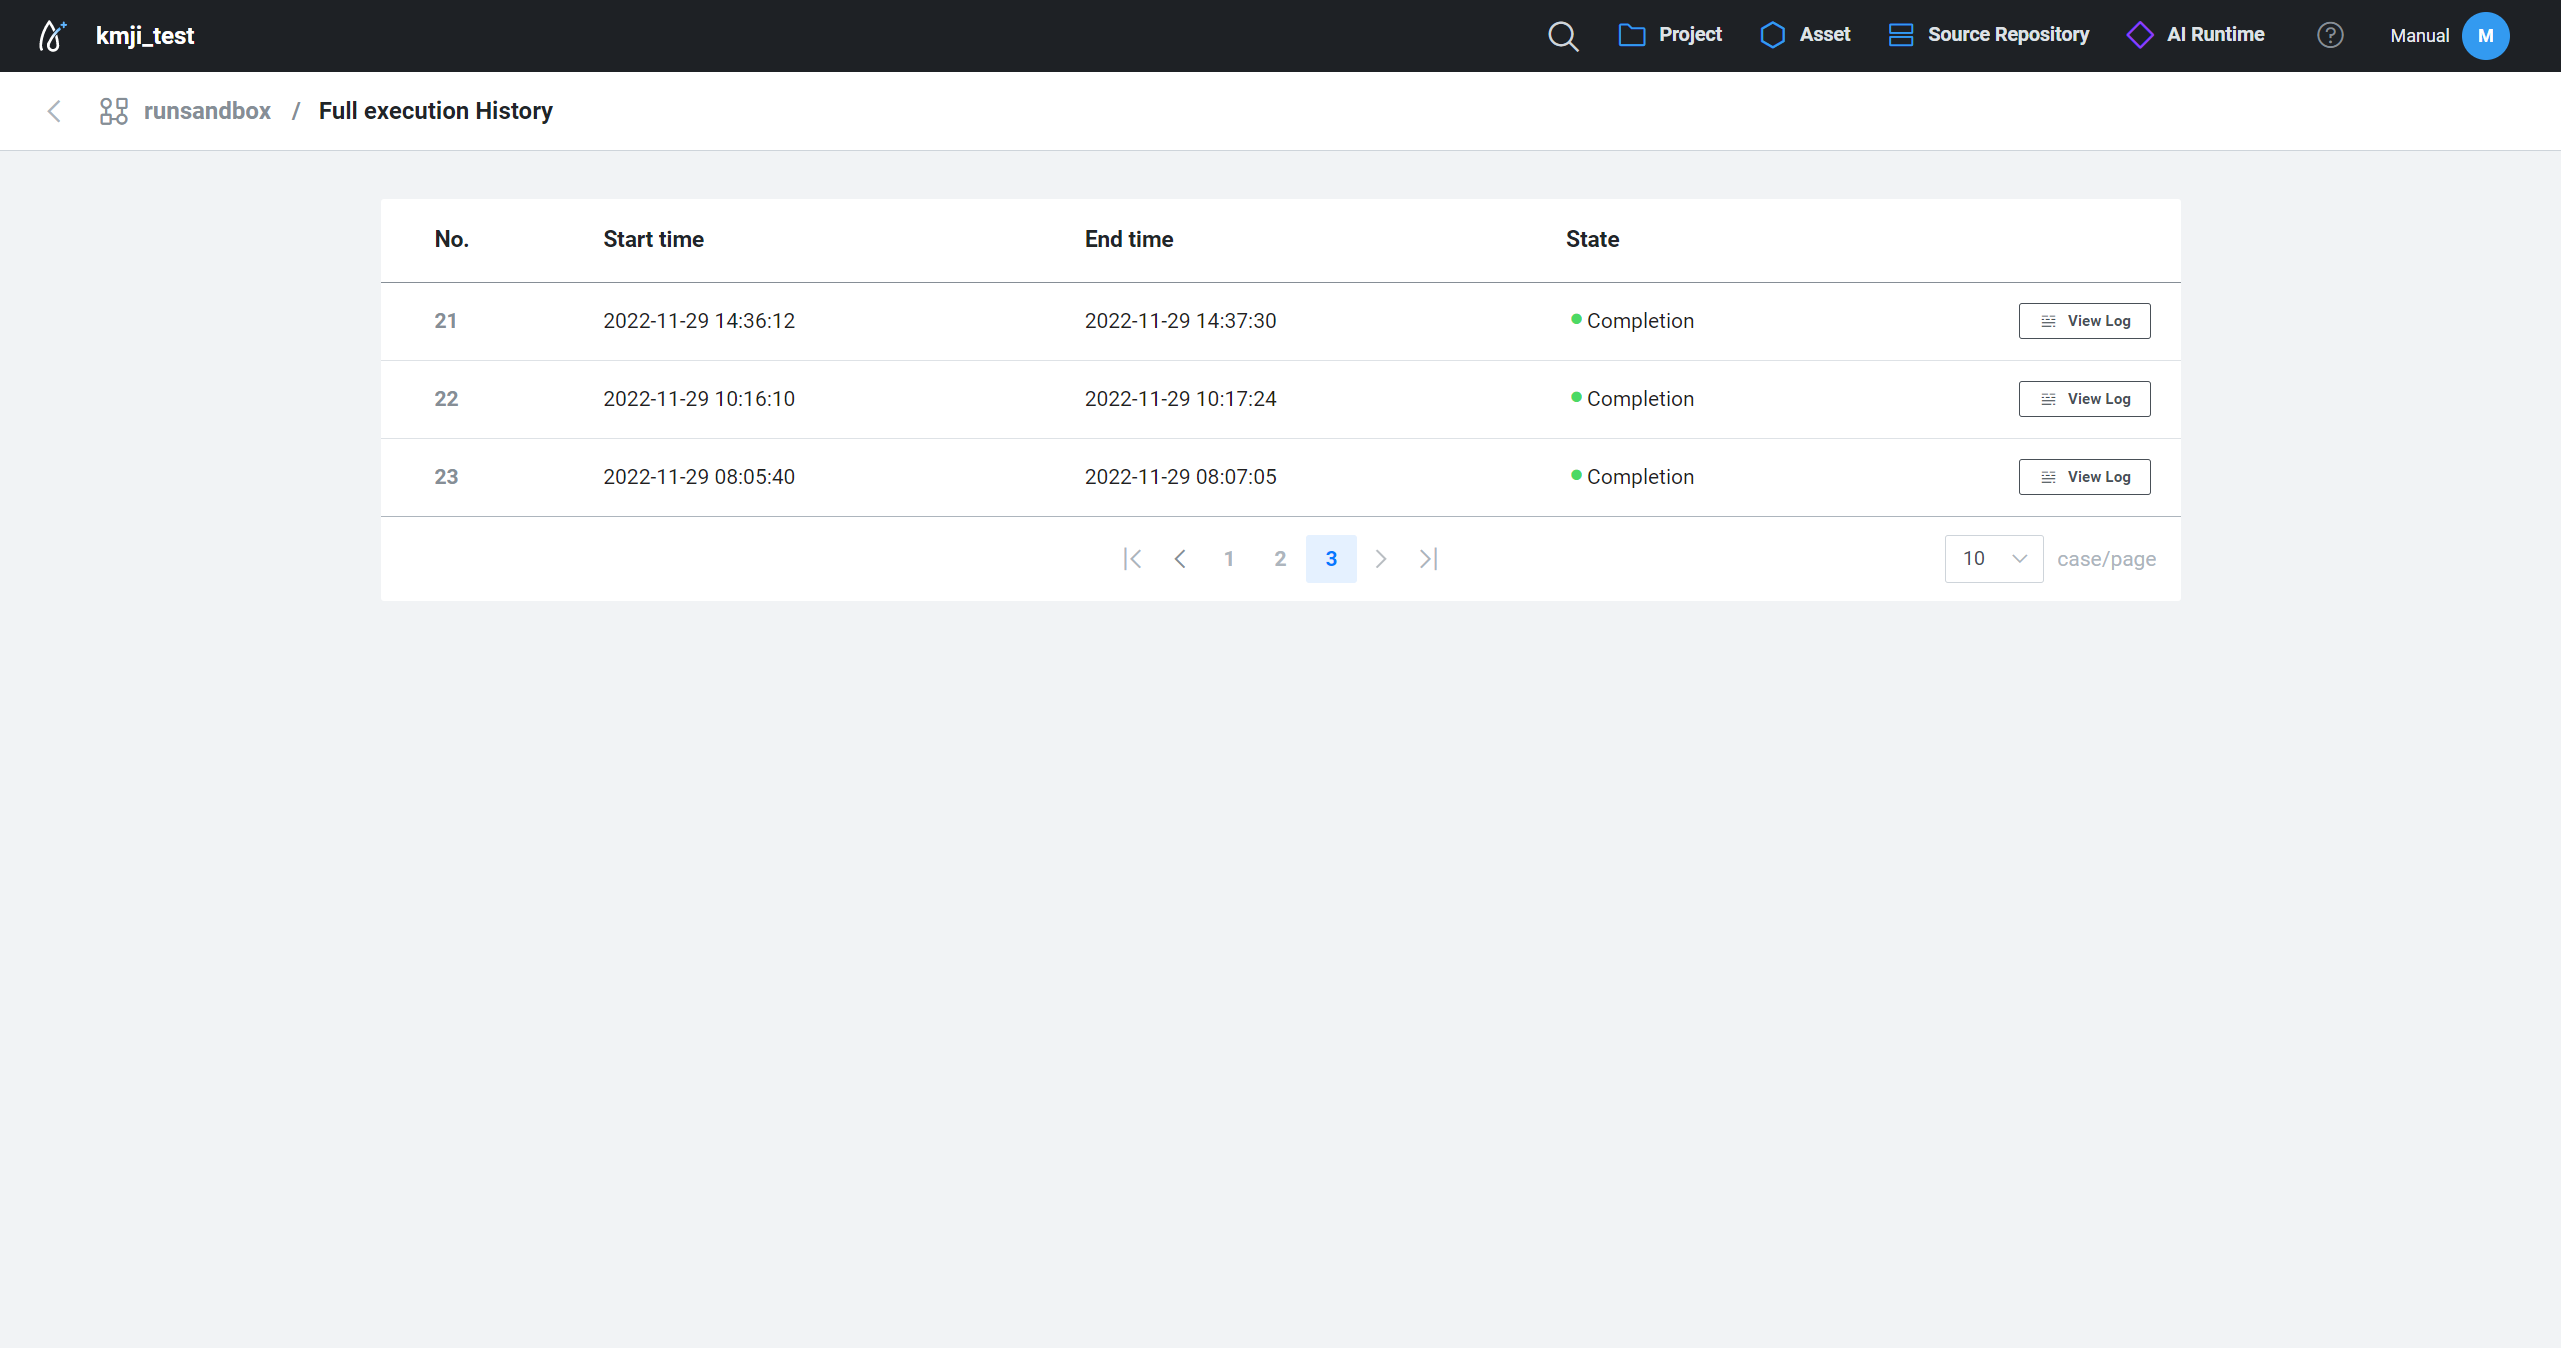 kmji_test Project Asset Source Repository AI Runtime ? Manual M
runsandbox / Full execution History
No. Start time End time State
21 2022-11-29 14:36:12 2022-11-29 14:37:30 Completion View Log
22 2022-11-29 10:16:10 2022-11-29 10:17:24 Completion View Log
23 2022-11-29 08:05:40 2022-11-29 08:07:05 Completion View Log
1 2 3 10 case/page